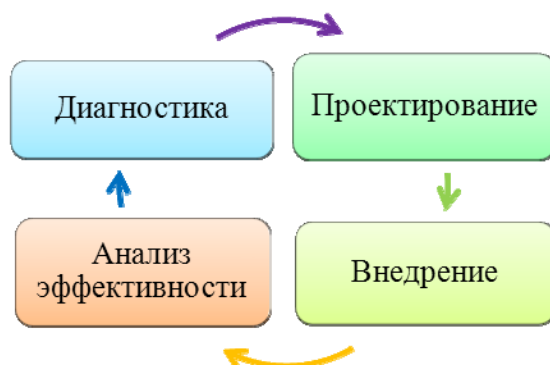 Диагностика
Проектирование
Анализ
эффективности
Внедрение